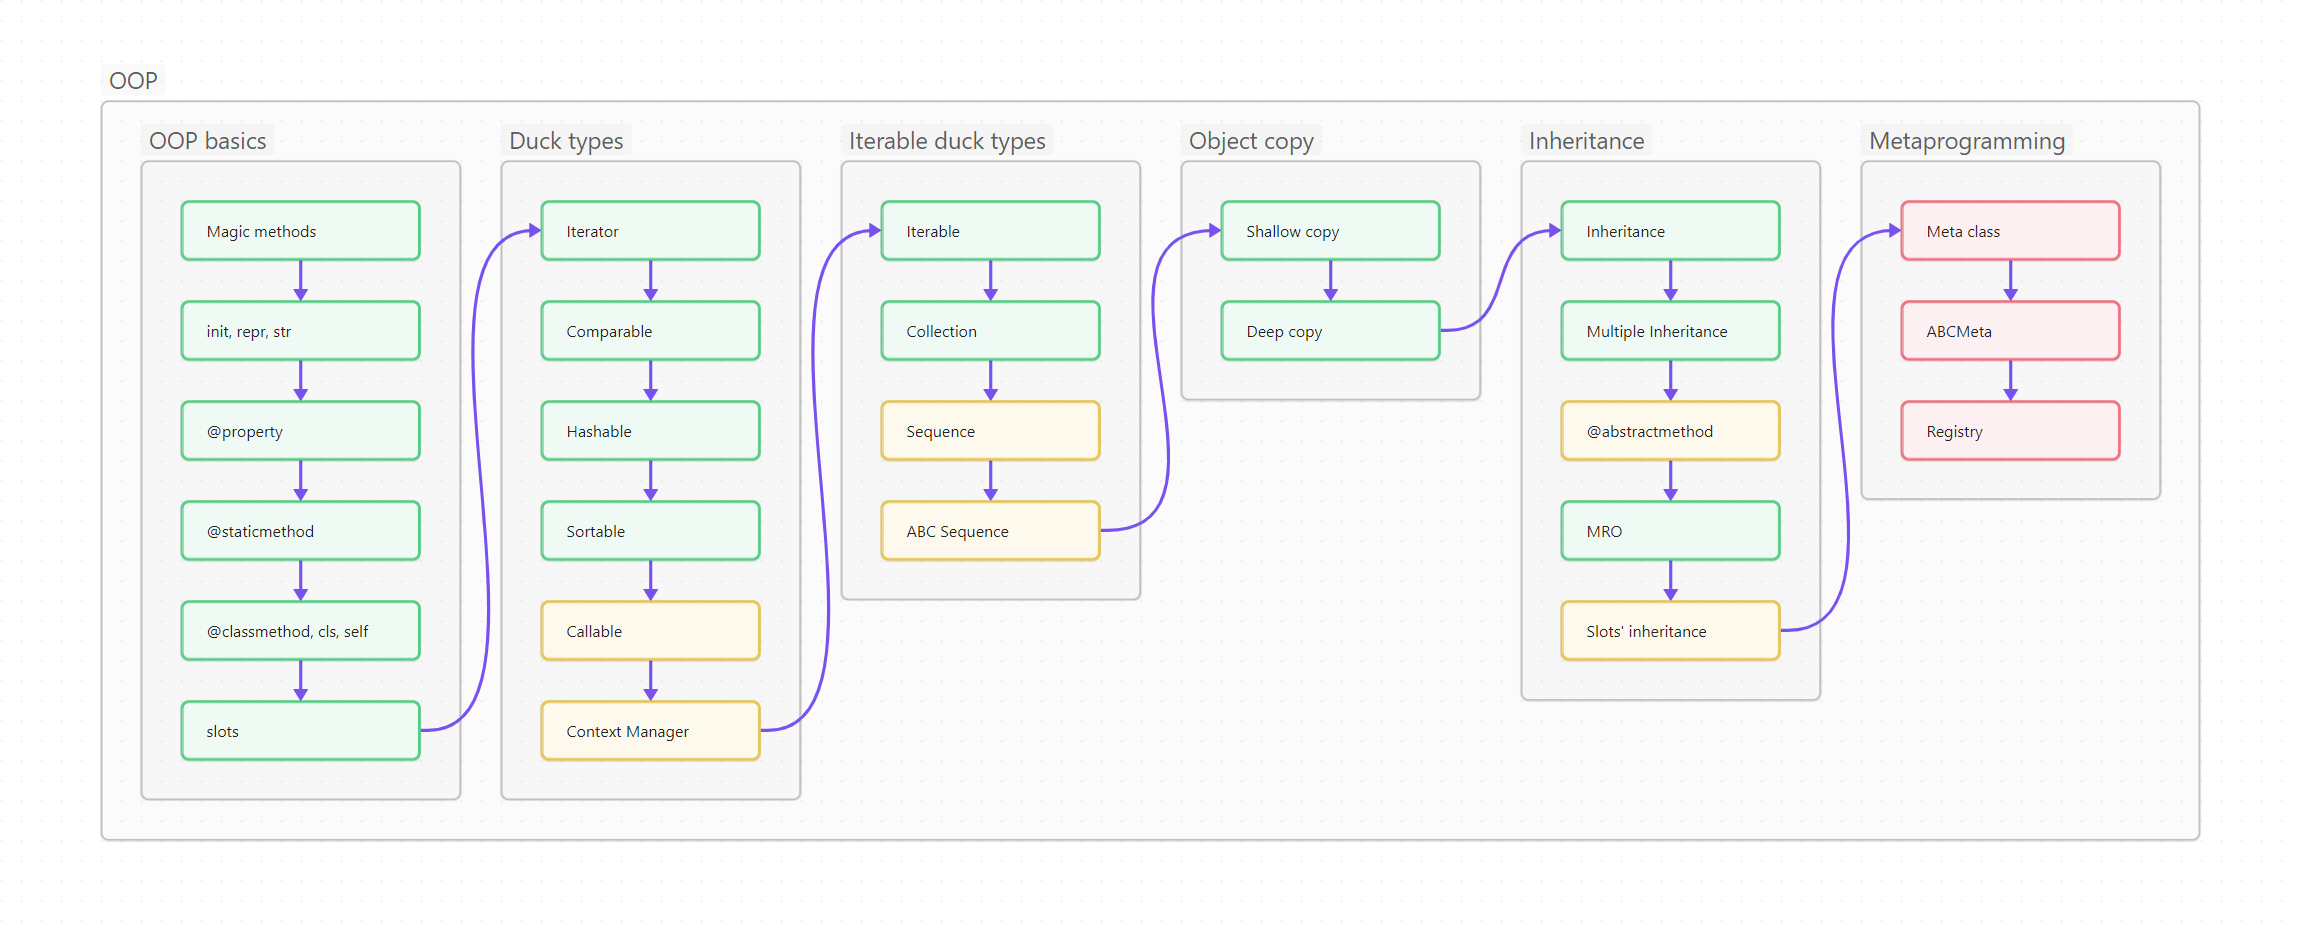 OOP
OOP basics
Magic methods
init, repr, str
@property
@staticmethod
@classmethod, cls, self
slots
Duck types
Iterator
Comparable
Hashable
Sortable
Callable
Context Manager
Iterable duck types
Iterable
Collection
Sequence
ABC Sequence
Object copy
Shallow copy
Deep copy
Inheritance
Inheritance
Multiple Inheritance
@abstractmethod
MRO
Slots' inheritance
Metaprogramming
Meta class
ABCMeta
Registry